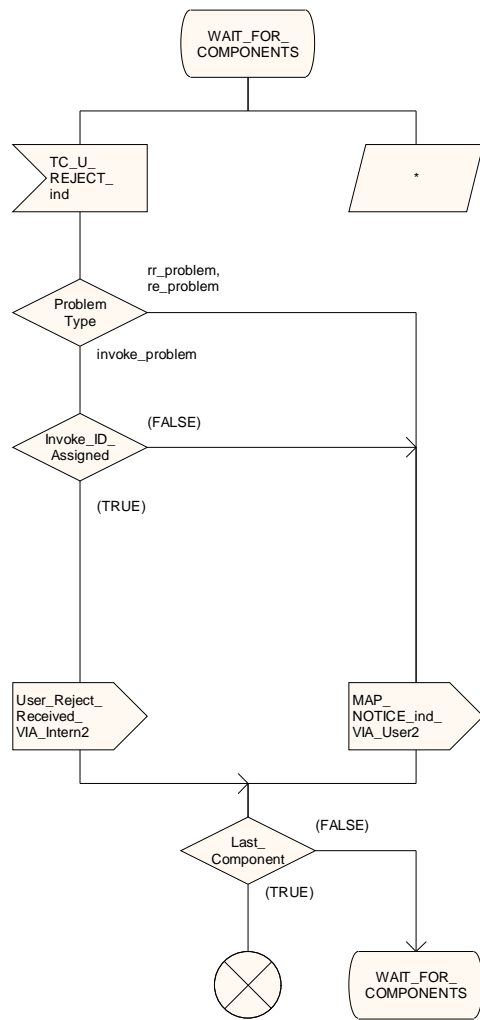 WAIT_FOR_
COMPONENTS
TC_U_
REJECT_
ind
*
rr_problem,
re_problem
Problem
Type
invoke_problem
(FALSE)
Invoke_ID_
Assigned
(TRUE)
User_Reject_
Received_
VIA_Intern2
MAP_
NOTICE_ind_
VIA_User2
(FALSE)
Last_
Component
(TRUE)
WAIT_FOR_
COMPONENTS